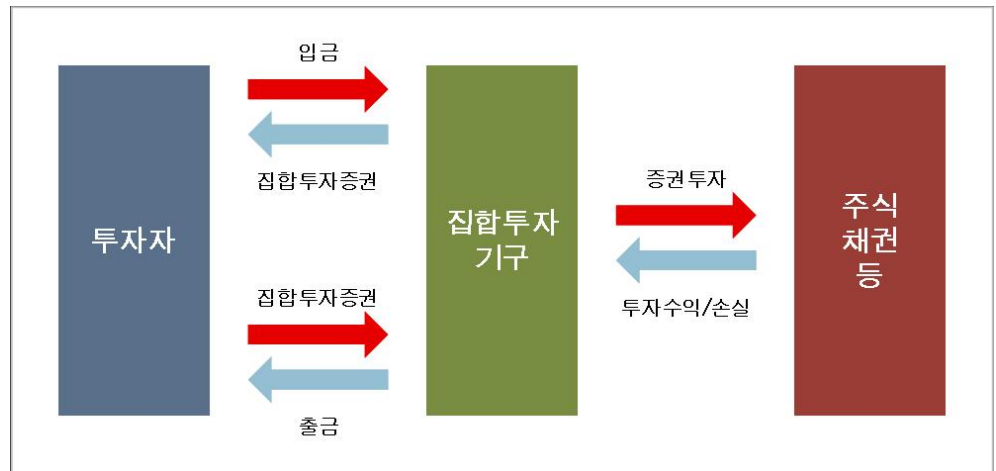 입금
집합투자증권
투자자
집합투자증권
출금
집합투자
기구
증권투자
투자수익/손실
주식
채권
등